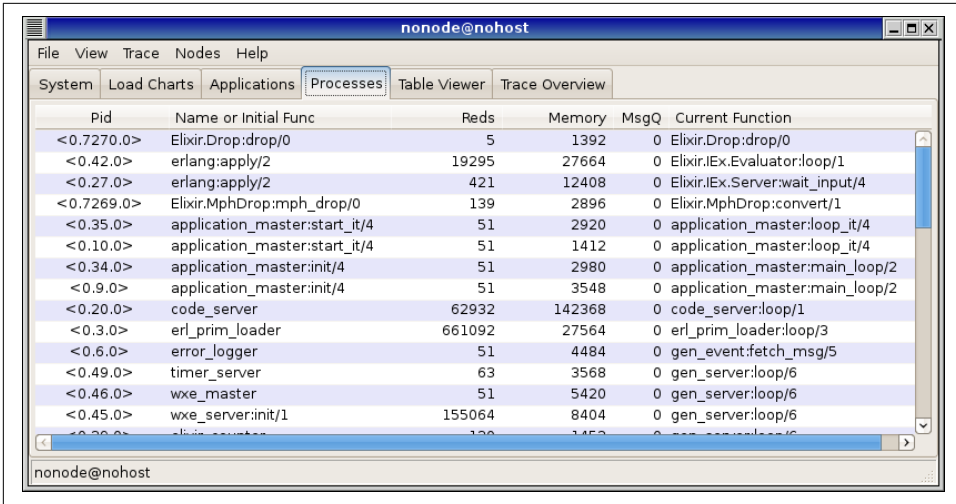 nonode@nohost
File View Trace Nodes Help
System Load Charts Applications Processes Table Viewer Trace Overview
Pid Name or Initial Func Reds Memory MsgQ Current Function
<0.7270.0> Elixir.Drop:drop/0 5 1392 0 Elixir.Drop:drop/0
<0.42.0> erlang:apply/2 19295 27664 0 Elixir.IEx.Evaluator:loop/1
<0.27.0> erlang:apply/2 421 12408 0 Elixir.IEx.Server:wait_input/4
<0.7269.0> Elixir.MphDrop:mph_drop/0 139 2896 0 Elixir.MphDrop:convert/1
<0.35.0> application_master:start_it/4 51 2920 0 application_master:loop_it/4
<0.10.0> application_master:start_it/4 51 1412 0 application_master:loop_it/4
<0.34.0> application_master:init/4 51 2980 0 application_master:main_loop/2
<0.9.0> application_master:init/4 51 3548 0 application_master:main_loop/2
<0.20.0> code_server 62932 142368 0 code_server:loop/1
<0.3.0> erl_prim_loader 661092 27564 0 erl_prim_loader:loop/3
<0.6.0> error_logger 51 4484 0 gen_event:fetch_msg/5
<0.49.0> timer_server 63 3568 0 gen_server:loop/6
<0.46.0> wxe_master 51 5420 0 gen_server:loop/6
<0.45.0> wxe_server:init/1 155064 8404 0 gen_server:loop/6
nonode@nohost